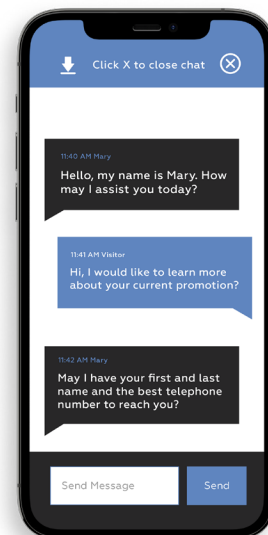 Click X to close chat
11:40 AM Mary
Hello, my name is Mary. How
may I assist you today?
11:41 AM Visitor
Hi, I would like to learn more
about your current promotion?
11:42 AM Mary
May I have your first and last
name and the best telephone
number to reach you?
Send Message
Send